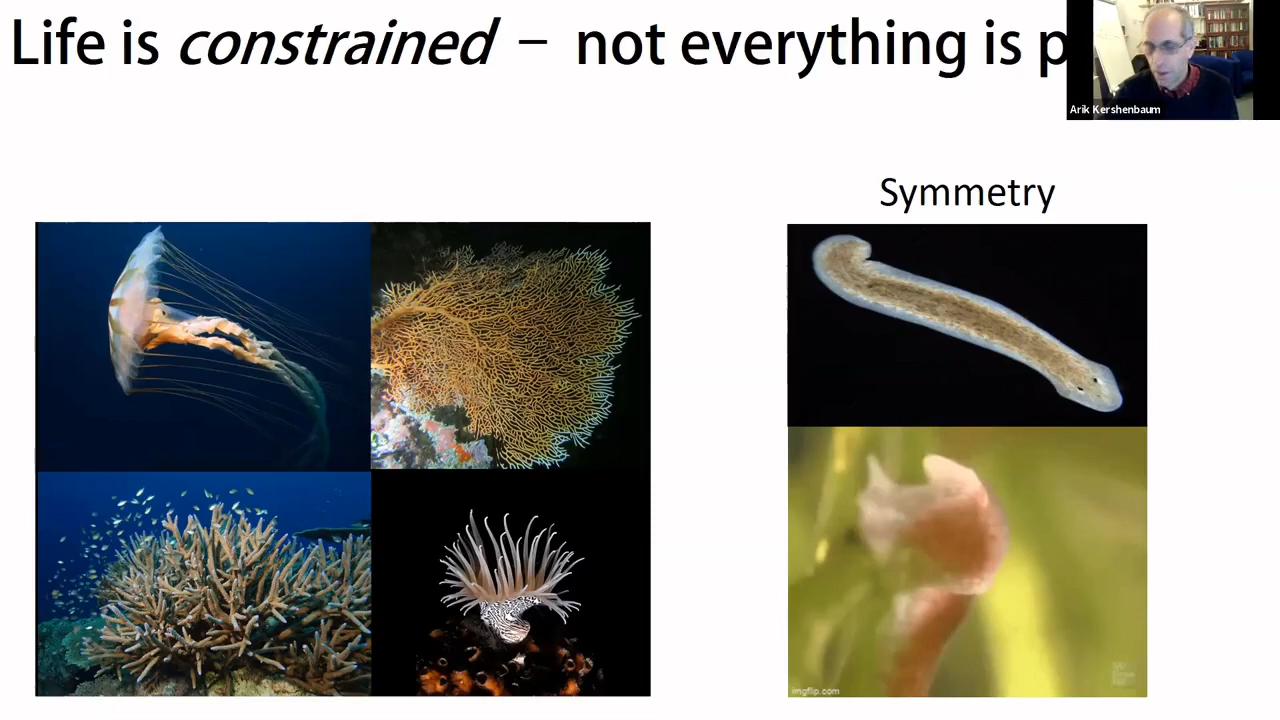 Life is constrained – not everything is p
Arik Kershenbaum
Symmetry
imgflip.com